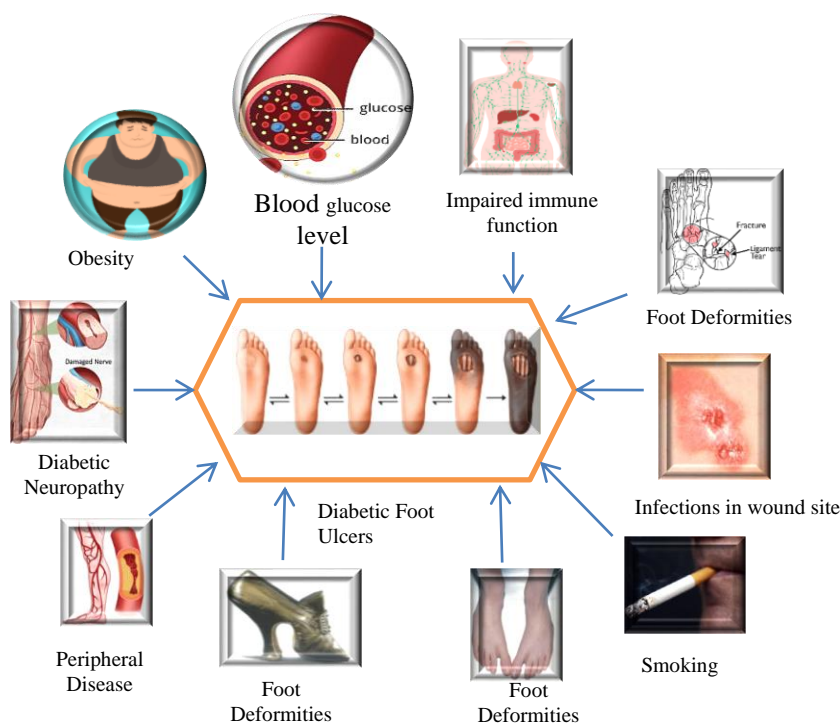 glucose
blood
Blood glucose
level
Impaired immune
function
Obesity
Fracture
Ligament
Tear
Foot Deformities
Damaged Nerve
Diabetic
Neuropathy
Infections in wound site
Diabetic Foot
Ulcers
Peripheral
Disease
Foot
Deformities
Foot
Deformities
Smoking